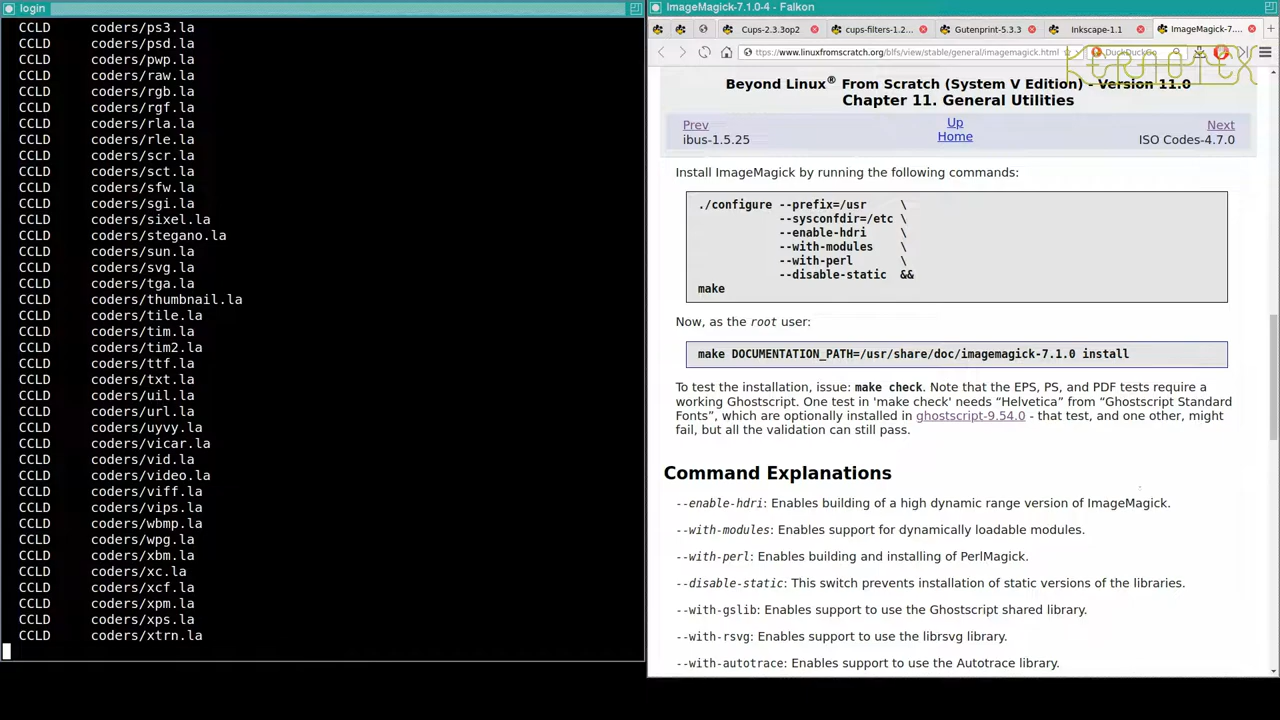 login
CCLD coders/ps3.la
CCLD coders/psd.la
CCLD coders/pwp.la
CCLD coders/raw.la
CCLD coders/rgb.la
CCLD coders/rgf.la
CCLD coders/rla.la
CCLD coders/rle.la
CCLD coders/scr.la
CCLD coders/sct.la
CCLD coders/sfw.la
CCLD coders/sgi.la
CCLD coders/sixel.la
CCLD coders/stegano.la
CCLD coders/sun.la
CCLD coders/svg.la
CCLD coders/tga.la
CCLD coders/thumbnail.la
CCLD coders/tile.la
CCLD coders/tim.la
CCLD coders/tim2.la
CCLD coders/ttf.la
CCLD coders/txt.la
CCLD coders/uil.la
CCLD coders/url.la
CCLD coders/uyvy.la
CCLD coders/vicar.la
CCLD coders/vid.la
CCLD coders/video.la
CCLD coders/viff.la
CCLD coders/vips.la
CCLD coders/wbmp.la
CCLD coders/wpg.la
CCLD coders/xbm.la
CCLD coders/xc.la
CCLD coders/xcf.la
CCLD coders/xpm.la
CCLD coders/xps.la
CCLD coders/xtrn.la
ImageMagick-7.1.0-4 - Falkon
Cups-2.3.3op2 cups-filters-1.2... Gutenprint-5.3.3 Inkscape-1.1 ImageMagick-7....
ttps://www.linuxfromscratch.org/blfs/view/stable/general/imagemagick.html DuckDuckGo
KERNOTEX
Beyond Linux® From Scratch (System V Edition) - Version 11.0
Chapter 11. General Utilities
Prev Up Next
ibus-1.5.25 Home ISO Codes-4.7.0
Install ImageMagick by running the following commands:
./configure --prefix=/usr \
--sysconfdir=/etc \
--enable-hdri \
--with-modules \
--with-perl \
--disable-static &&
make
Now, as the root user:
make DOCUMENTATION_PATH=/usr/share/doc/imagemagick-7.1.0 install
To test the installation, issue: make check. Note that the EPS, PS, and PDF tests require a
working Ghostscript. One test in 'make check' needs “Helvetica” from “Ghostscript Standard
Fonts”, which are optionally installed in ghostscript-9.54.0 - that test, and one other, might
fail, but all the validation can still pass.
Command Explanations
--enable-hdri: Enables building of a high dynamic range version of ImageMagick.
--with-modules: Enables support for dynamically loadable modules.
--with-perl: Enables building and installing of PerlMagick.
--disable-static: This switch prevents installation of static versions of the libraries.
--with-gslib: Enables support to use the Ghostscript shared library.
--with-rsvg: Enables support to use the librsvg library.
--with-autotrace: Enables support to use the Autotrace library.